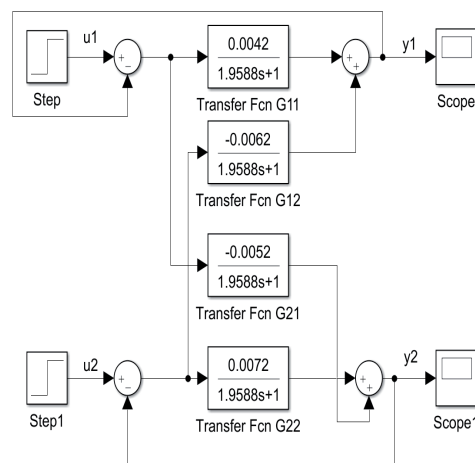 u1
+
−
Step
0.0042
1.9588s+1
Transfer Fcn G11
+
+
y1
Scope
-0.0062
1.9588s+1
Transfer Fcn G12
-0.0052
1.9588s+1
Transfer Fcn G21
u2
+
−
Step1
0.0072
1.9588s+1
Transfer Fcn G22
+
+
y2
Scope1